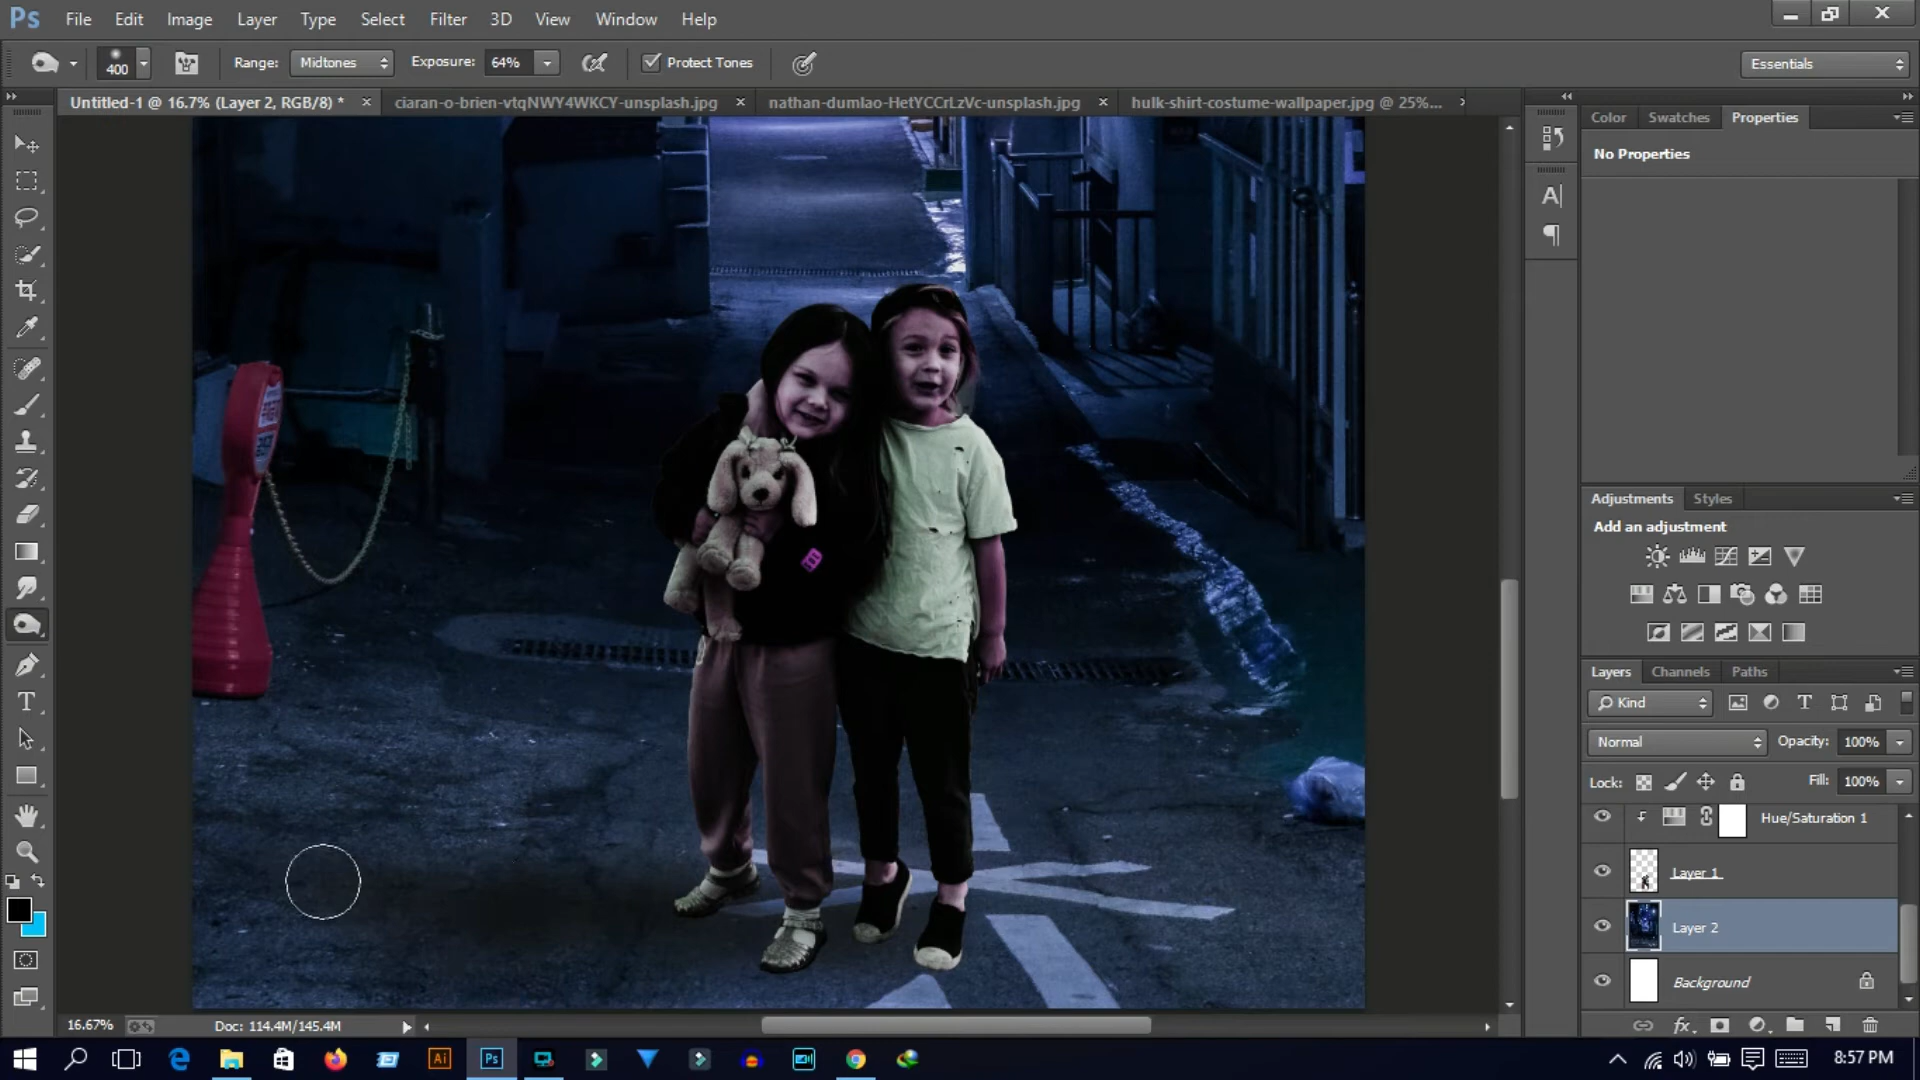 Ps File Edit Image Layer Type Select Filter 3D View Window Help
400 Range: Midtones Exposure: 64% Protect Tones Essentials
Untitled-1 @ 16.7% (Layer 2, RGB/8) * ciaran-o-brien-vtqNWY4WKCY-unsplash.jpg nathan-dumlao-HetYCCrLzVc-unsplash.jpg hulk-shirt-costume-wallpaper.jpg @ 25%...
Color Swatches Properties
No Properties
Adjustments Styles
Add an adjustment
Layers Channels Paths
Kind
Normal Opacity: 100%
Lock: Fill: 100%
Hue/Saturation 1
Layer 1
Layer 2
Background
16.67% Doc: 114.4M/145.4M
Ai Ps 8:57 PM